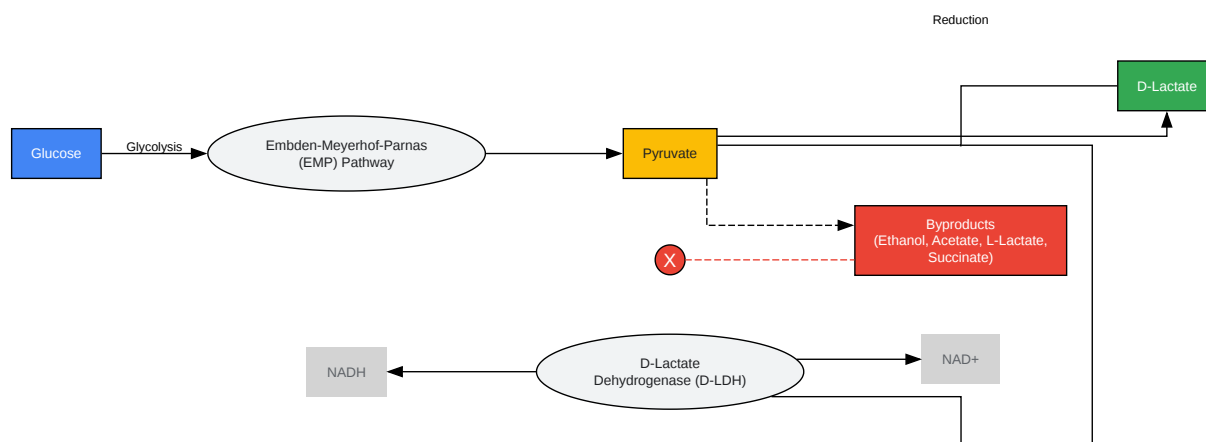 Reduction
D-Lactate
Glucose
Glycolysis
Embden-Meyerhof-Parnas
(EMP) Pathway
Pyruvate
Byproducts
(Ethanol, Acetate, L-Lactate,
Succinate)
X
NADH
D-Lactate
Dehydrogenase (D-LDH)
NAD+